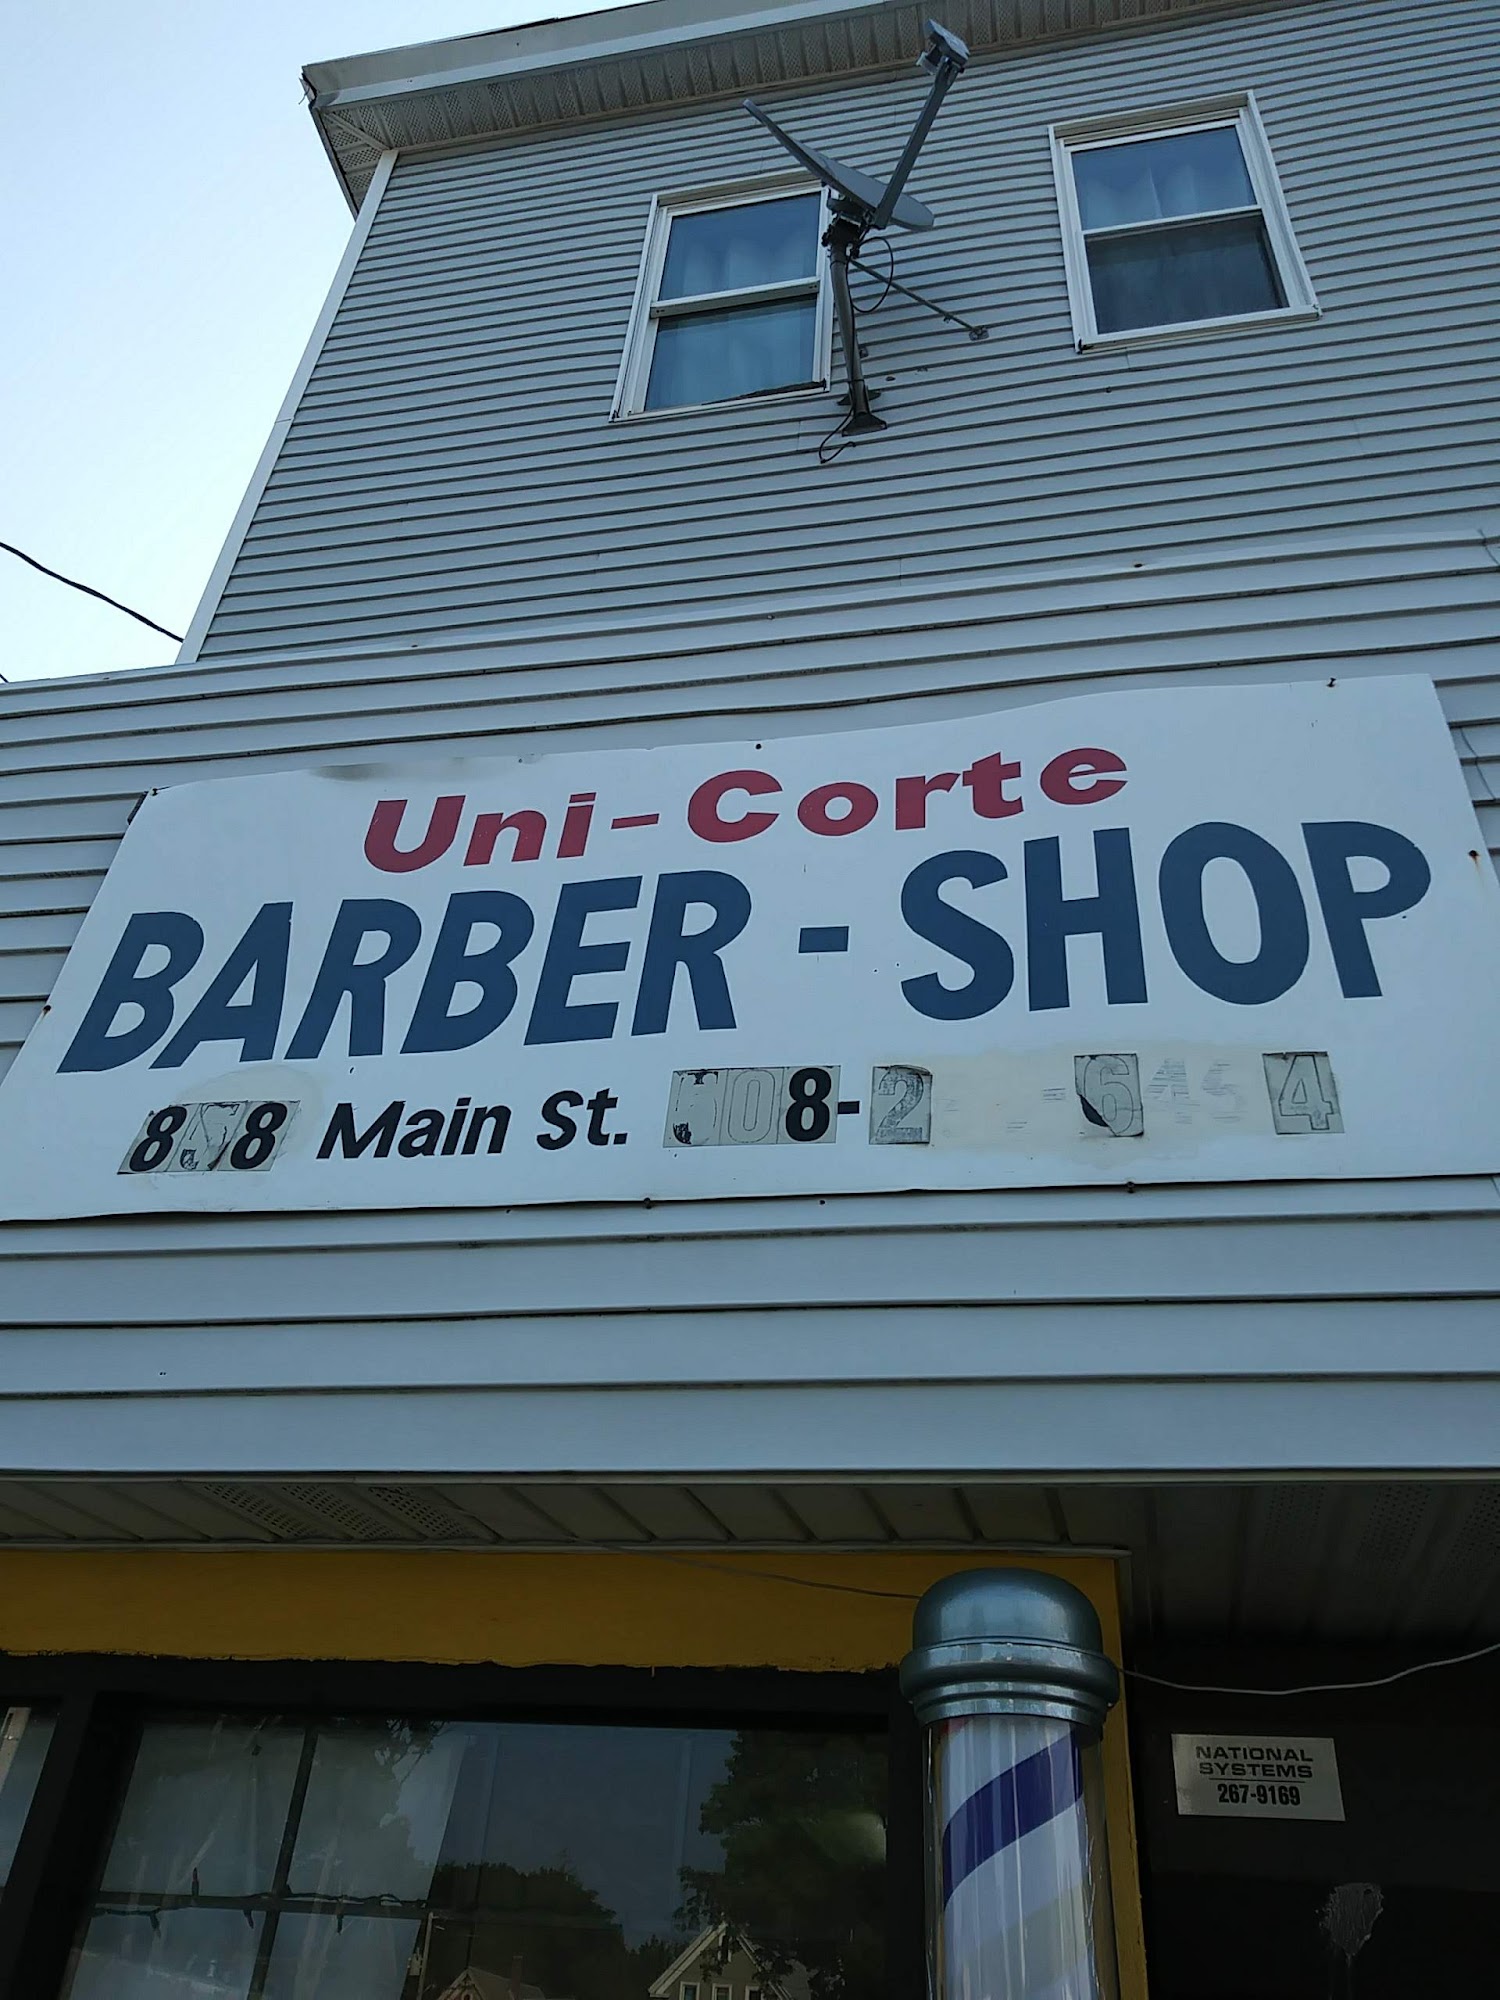 Uni-Corte
BARBER - SHOP
Main St.
NATIONAL
SYSTEMS
267-9169